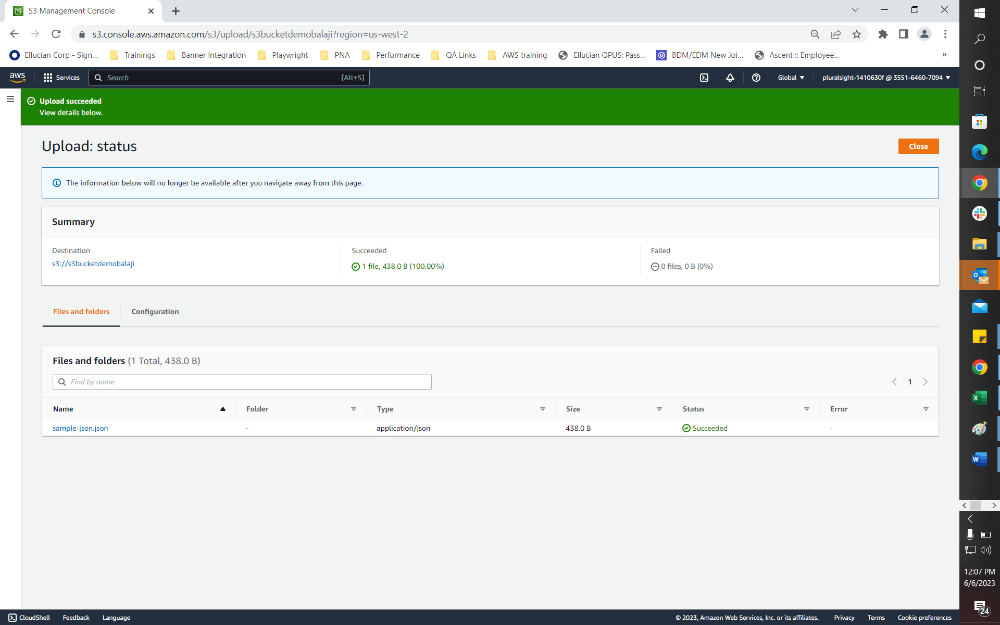 S3 Management Console
s3.console.aws.amazon.com/s3/upload/s3bucketdemobalaji?region=us-west-2
Ellucian Corp - Sign... Trainings Banner Integration Playwright PNA Performance QA Links AWS training Ellucian OPUS: Pass... BDM/EDM New Joi... Ascent :: Employee... »
aws Services Search [Alt+S] Global pluralsight-1410630f @ 3551-6460-7094
Upload succeeded
View details below.
Upload: status
Close
The information below will no longer be available after you navigate away from this page.
Summary
Destination Succeeded Failed
s3://s3bucketdemobalaji 1 file, 438.0 B (100.00%) 0 files, 0 B (0%)
Files and folders Configuration
Files and folders (1 Total, 438.0 B)
Find by name
1
Name Folder Type Size Status Error
sample-json.json - application/json 438.0 B Succeeded -
12:07 PM
6/6/2023
24
CloudShell Feedback Language © 2023, Amazon Web Services, Inc. or its affiliates. Privacy Terms Cookie preferences